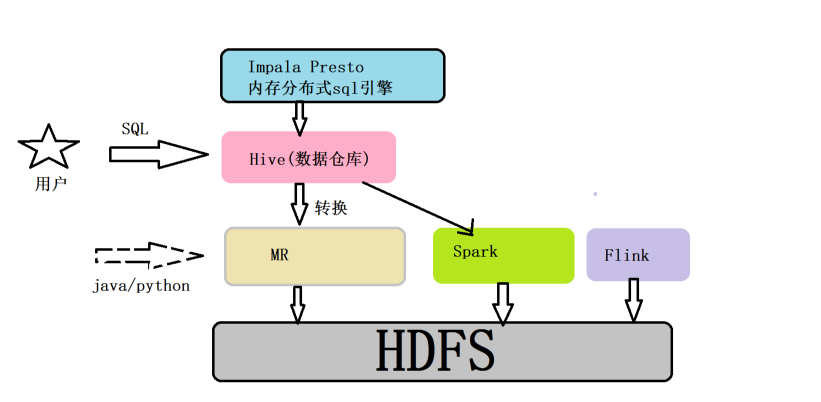 Impala Presto
内存分布式sql引擎
SQL
Hive(数据仓库)
用户
转换
MR
Spark
Flink
java/python
HDFS